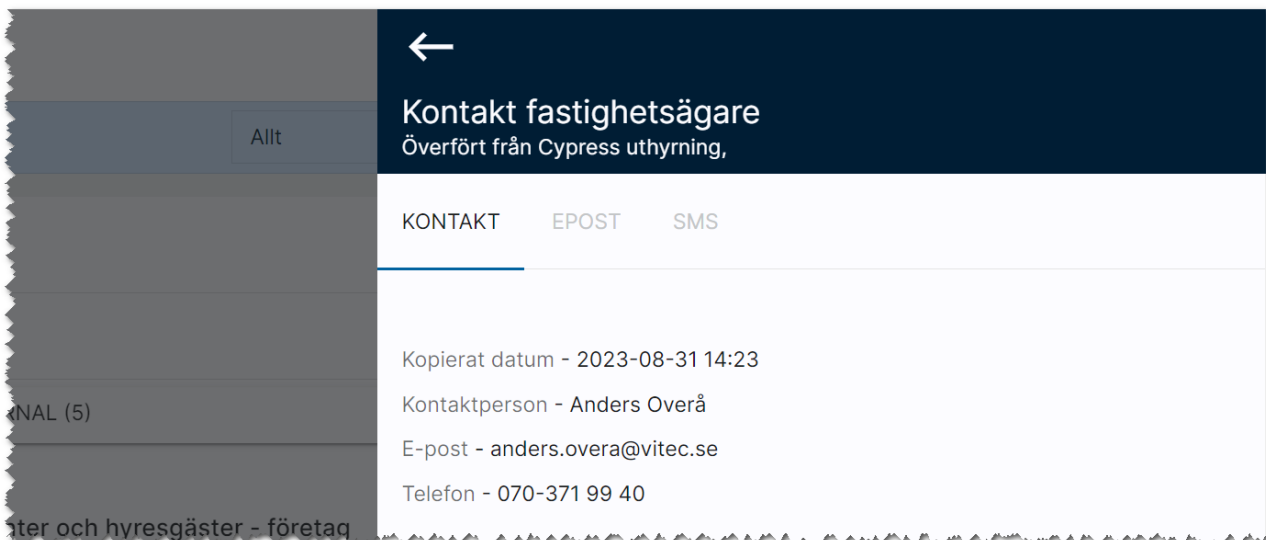 Kontakt fastighetsägare
Överfört från Cypress uthyrning,
Allt
KONTAKT EPOST SMS
Kopierat datum - 2023-08-31 14:23
Kontaktperson - Anders Overå
NAL (5)
E-post - anders.overa@vitec.se
Telefon - 070-371 99 40
och hyresgäster - företag